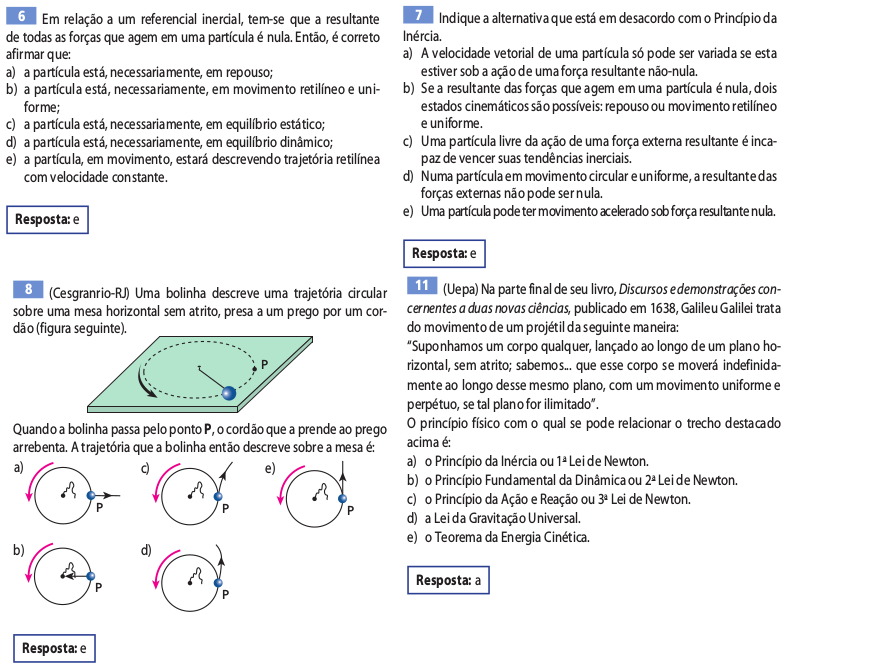 6 Em relação a um referencial inercial, tem-se que a resultante
de todas as forças que agem em uma partícula é nula. Então, é correto
afirmar que:
a) a partícula está, necessariamente, em repouso;
b) a partícula está, necessariamente, em movimento retilíneo e uni-
forme;
c) a partícula está, necessariamente, em equilíbrio estático;
d) a partícula está, necessariamente, em equilíbrio dinâmico;
e) a partícula, em movimento, estará descrevendo trajetória retilínea
com velocidade constante.
Resposta: e
7 Indique a alternativa que está em desacordo com o Princípio da
Inércia.
a) A velocidade vetorial de uma partícula só pode ser variada se esta
estiver sob a ação de uma força resultante não-nula.
b) Se a resultante das forças que agem em uma partícula é nula, dois
estados cinemáticos são possíveis: repouso ou movimento retilíneo
e uniforme.
c) Uma partícula livre da ação de uma força externa resultante é inca-
paz de vencer suas tendências inerciais.
d) Numa partícula em movimento circular e uniforme, a resultante das
forças externas não pode ser nula.
e) Uma partícula pode ter movimento acelerado sob força resultante nula.
Resposta: e
8 (Cesgranrio-RJ) Uma bolinha descreve uma trajetória circular
sobre uma mesa horizontal sem atrito, presa a um prego por um cor-
dão (figura seguinte).
P
Quando a bolinha passa pelo ponto P, o cordão que a prende ao prego
arrebenta. A trajetória que a bolinha então descreve sobre a mesa é:
a) c) e)
P P P
b) d)
P P
Resposta: e
11 (Uepa) Na parte final de seu livro, Discursos e demonstrações con-
cernentes a duas novas ciências, publicado em 1638, Galileu Galilei trata
do movimento de um projétil da seguinte maneira:
“Suponhamos um corpo qualquer, lançado ao longo de um plano ho-
rizontal, sem atrito; sabemos... que esse corpo se moverá indefinida-
mente ao longo desse mesmo plano, com um movimento uniforme e
perpétuo, se tal plano for ilimitado”.
O princípio físico com o qual se pode relacionar o trecho destacado
acima é:
a) o Princípio da Inércia ou 1ª Lei de Newton.
b) o Princípio Fundamental da Dinâmica ou 2ª Lei de Newton.
c) o Princípio da Ação e Reação ou 3ª Lei de Newton.
d) a Lei da Gravitação Universal.
e) o Teorema da Energia Cinética.
Resposta: a